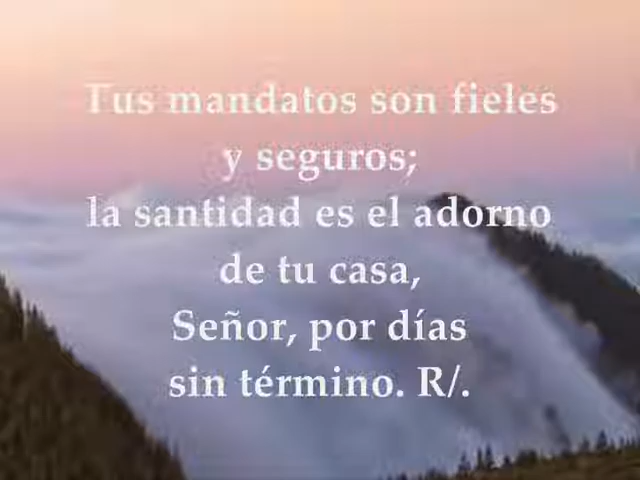 Tus mandatos son fieles
y seguros;
la santidad es el adorno
de tu casa,
Señor, por días
sin término. R/.